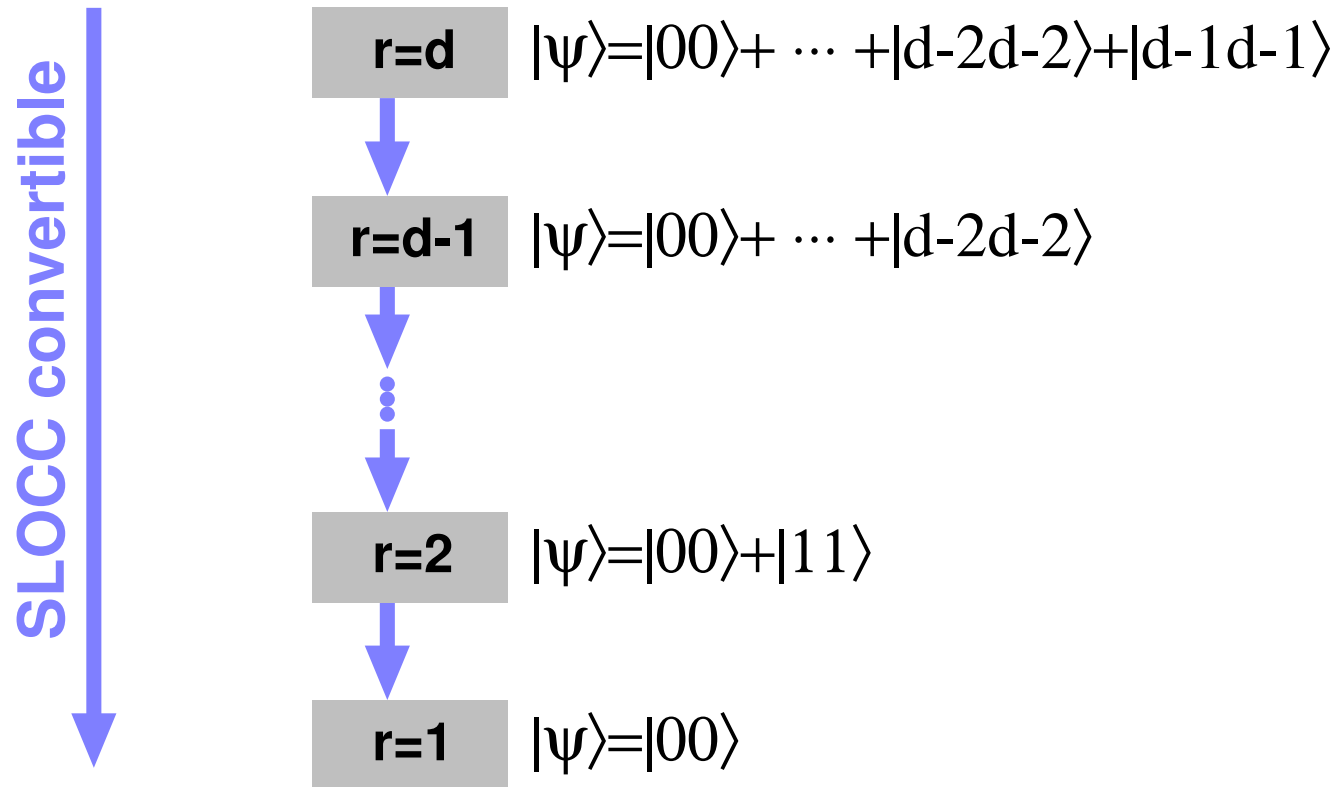 SLOCC convertible
r=d |ψ⟩=|00⟩+ ··· +|d-2d-2⟩+|d-1d-1⟩
r=d-1 |ψ⟩=|00⟩+ ··· +|d-2d-2⟩
r=2 |ψ⟩=|00⟩+|11⟩
r=1 |ψ⟩=|00⟩